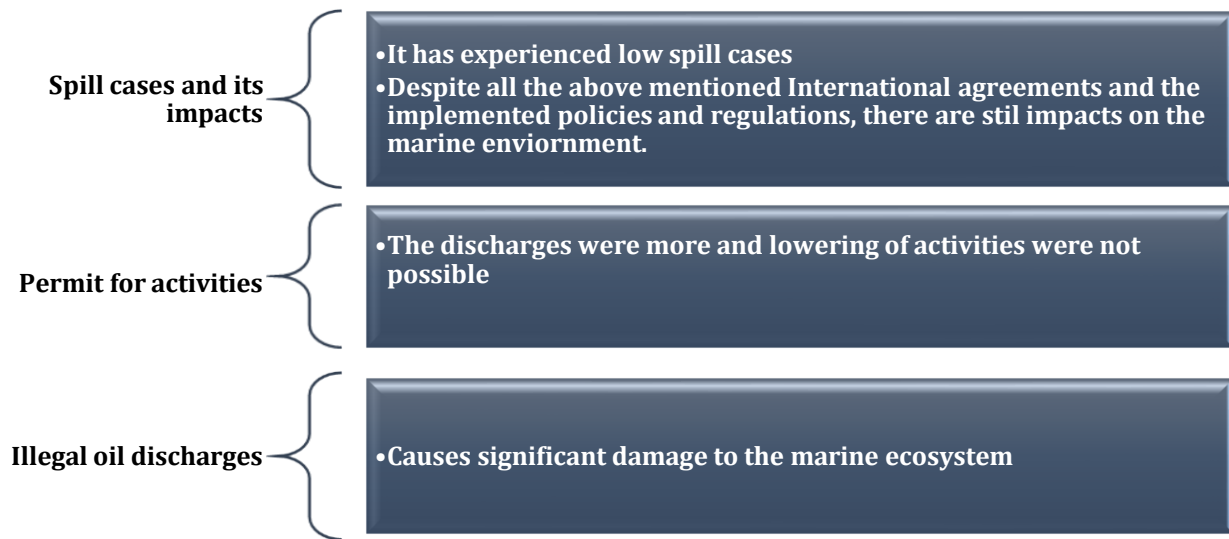 Spill cases and its
impacts
•It has experienced low spill cases
•Despite all the above mentioned International agreements and the
implemented policies and regulations, there are stil impacts on the
marine enviornment.
Permit for activities
•The discharges were more and lowering of activities were not
possible
Illegal oil discharges
•Causes significant damage to the marine ecosystem